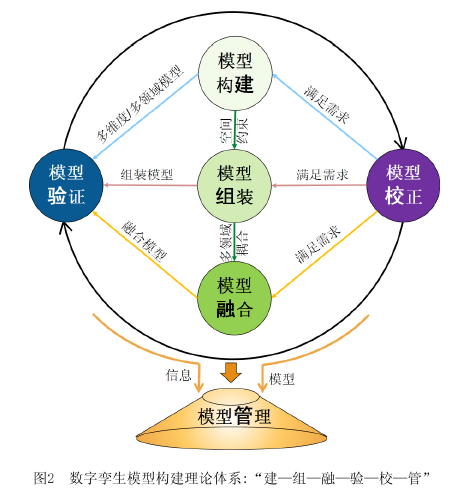 模型
构建
多维度/多领域模型
满足需求
空间
约束
模型
验证
组装模型
模型
组装
满足需求
模型
校正
融合模型
多领域
耦合
满足需求
模型
融合
信息
模型
模型管理
图2 数字孪生模型构建理论体系:“建—组—融—验—校—管”